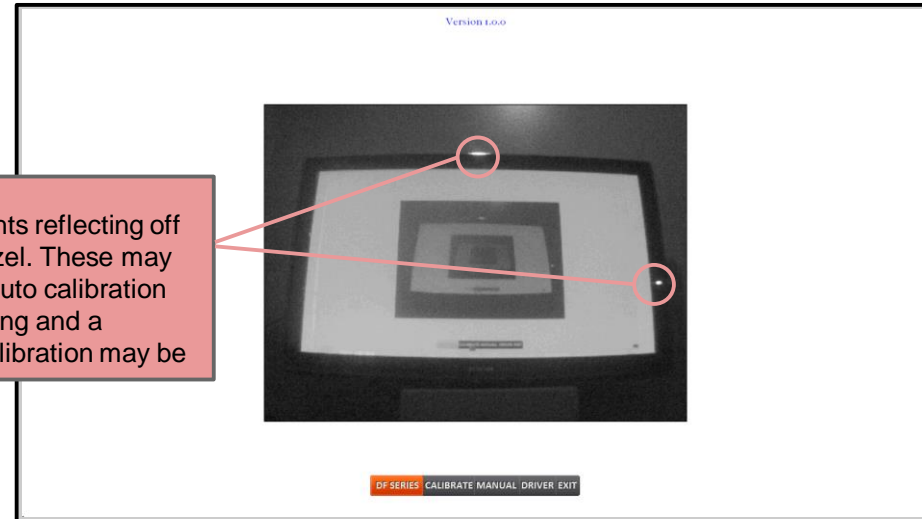 Version 1.0.0
nts reflecting off
zel. These may
uto calibration
ng and a
libration may be
DF SERIES CALIBRATE MANUAL DRIVER EXIT